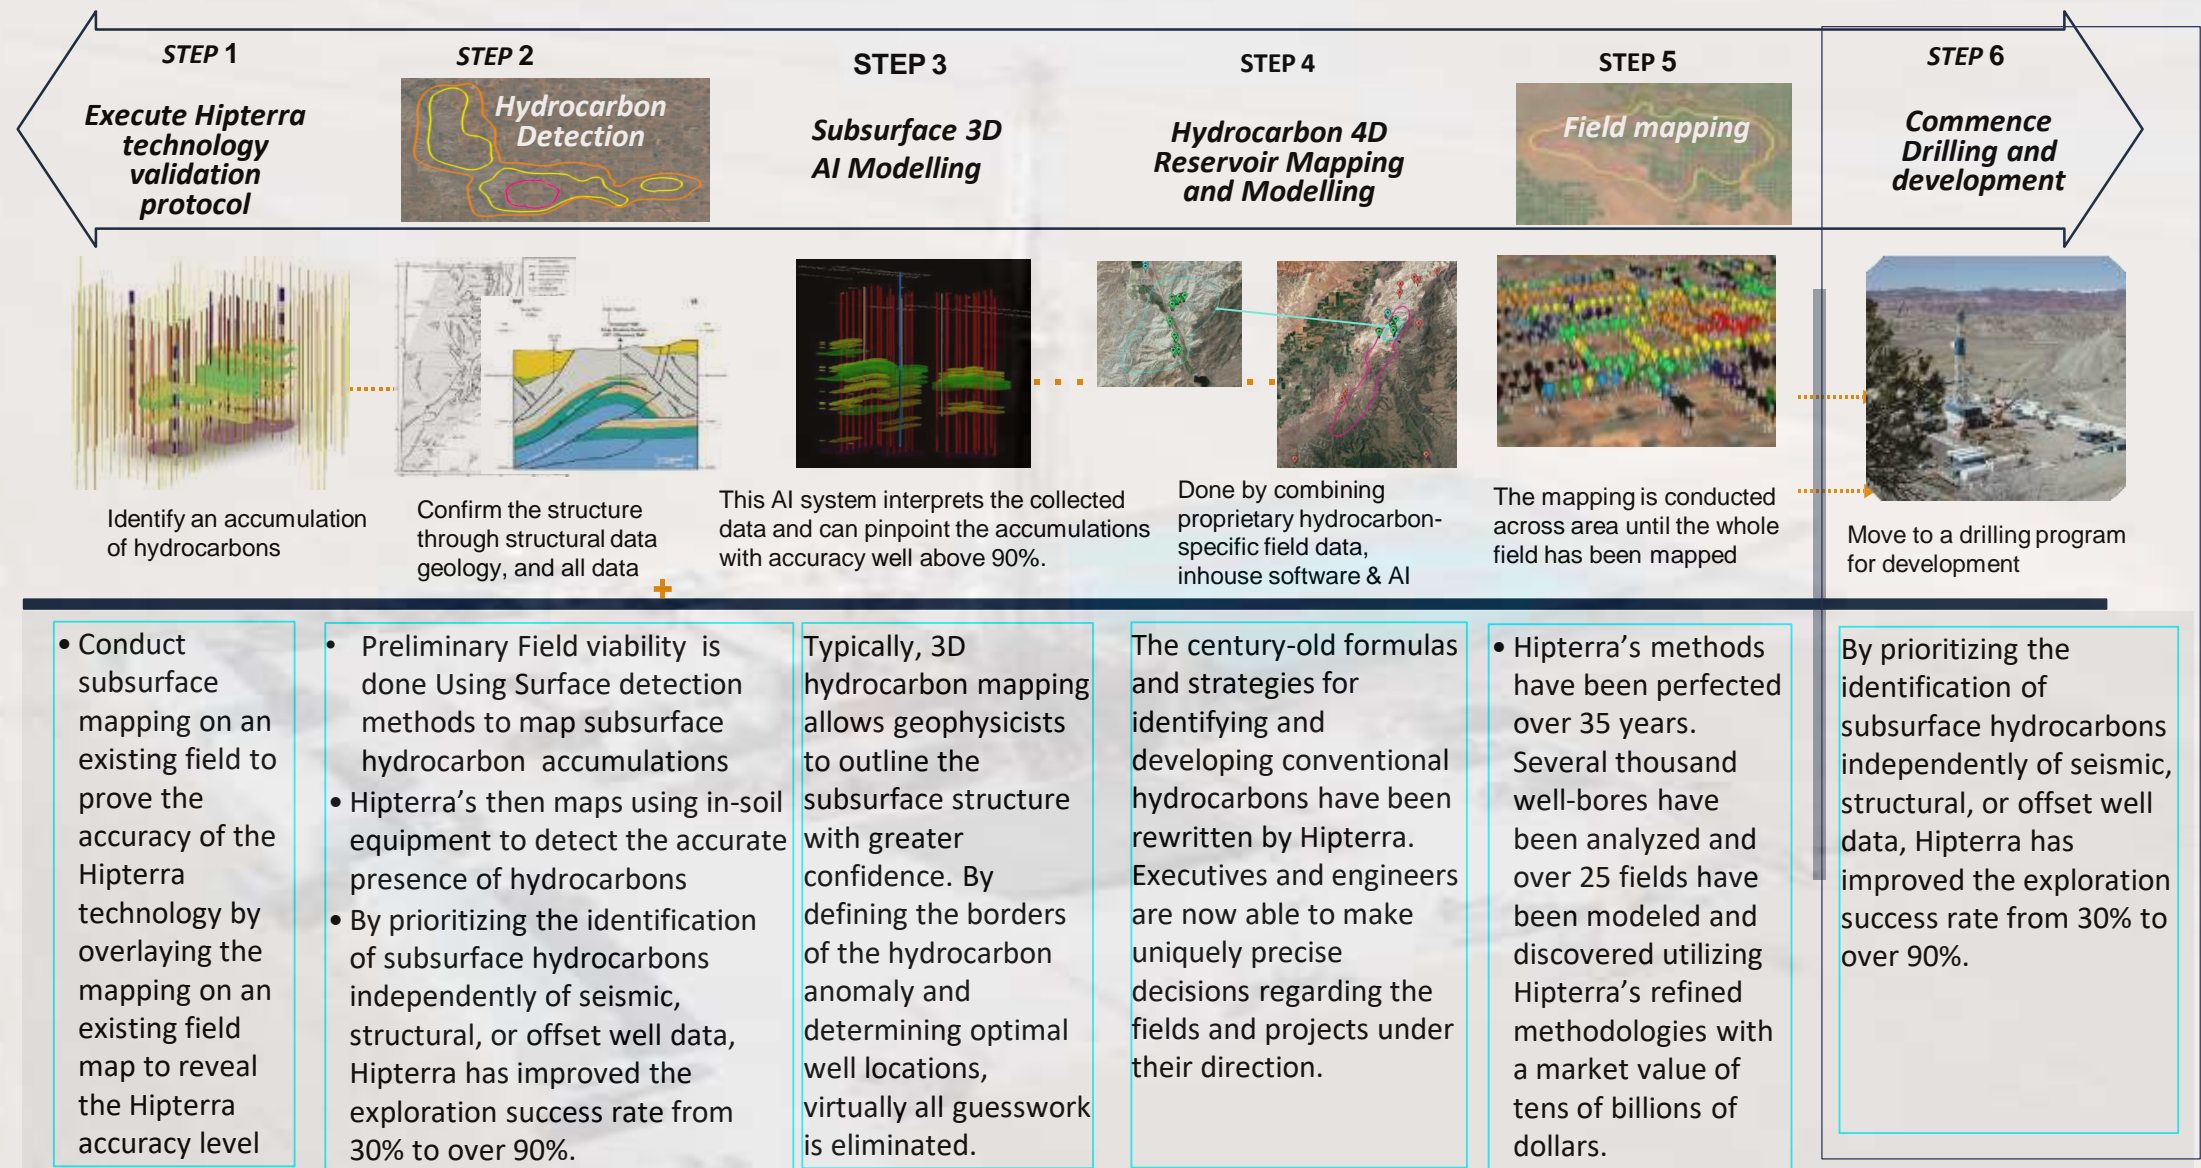 STEP 1
Execute Hipterra
technology
validation
protocol
STEP 2
Hydrocarbon
Detection
STEP 3
Subsurface 3D
AI Modelling
STEP 4
Hydrocarbon 4D
Reservoir Mapping
and Modelling
STEP 5
Field mapping
STEP 6
Commence
Drilling and
development
Identify an accumulation
of hydrocarbons
Confirm the structure
through structural data
geology, and all data
This AI system interprets the collected
data and can pinpoint the accumulations
with accuracy well above 90%.
Done by combining
proprietary hydrocarbon-
specific field data,
inhouse software & AI
The mapping is conducted
across area until the whole
field has been mapped
Move to a drilling program
for development
• Conduct
subsurface
mapping on an
existing field to
prove the
accuracy of the
Hipterra
technology by
overlaying the
mapping on an
existing field
map to reveal
the Hipterra
accuracy level
• Preliminary Field viability is
done Using Surface detection
methods to map subsurface
hydrocarbon accumulations
• Hipterra's then maps using in-soil
equipment to detect the accurate
presence of hydrocarbons
• By prioritizing the identification
of subsurface hydrocarbons
independently of seismic,
structural, or offset well data,
Hipterra has improved the
exploration success rate from
30% to over 90%.
Typically, 3D
hydrocarbon mapping
allows geophysicists
to outline the
subsurface structure
with greater
confidence. By
defining the borders
of the hydrocarbon
anomaly and
determining optimal
well locations,
virtually all guesswork
is eliminated.
The century-old formulas
and strategies for
identifying and
developing conventional
hydrocarbons have been
rewritten by Hipterra.
Executives and engineers
are now able to make
uniquely precise
decisions regarding the
fields and projects under
their direction.
• Hipterra's methods
have been perfected
over 35 years.
Several thousand
well-bores have
been analyzed and
over 25 fields have
been modeled and
discovered utilizing
Hipterra's refined
methodologies with
a market value of
tens of billions of
dollars.
By prioritizing the
identification of
subsurface hydrocarbons
independently of seismic,
structural, or offset well
data, Hipterra has
improved the exploration
success rate from 30% to
over 90%.